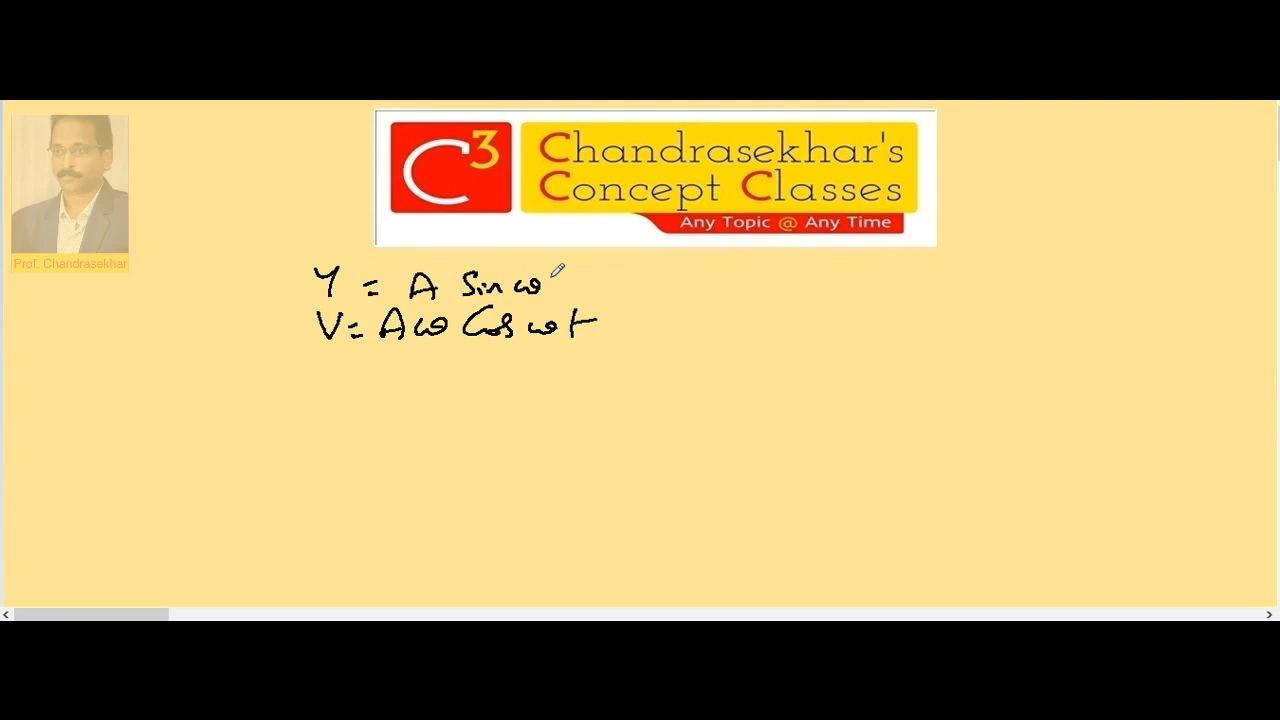 C³
Chandrasekhar's
Concept Classes
Any Topic @ Any Time
Prof. Chandrasekhar
Y = A Sin ω
V = Aω Cos ωt